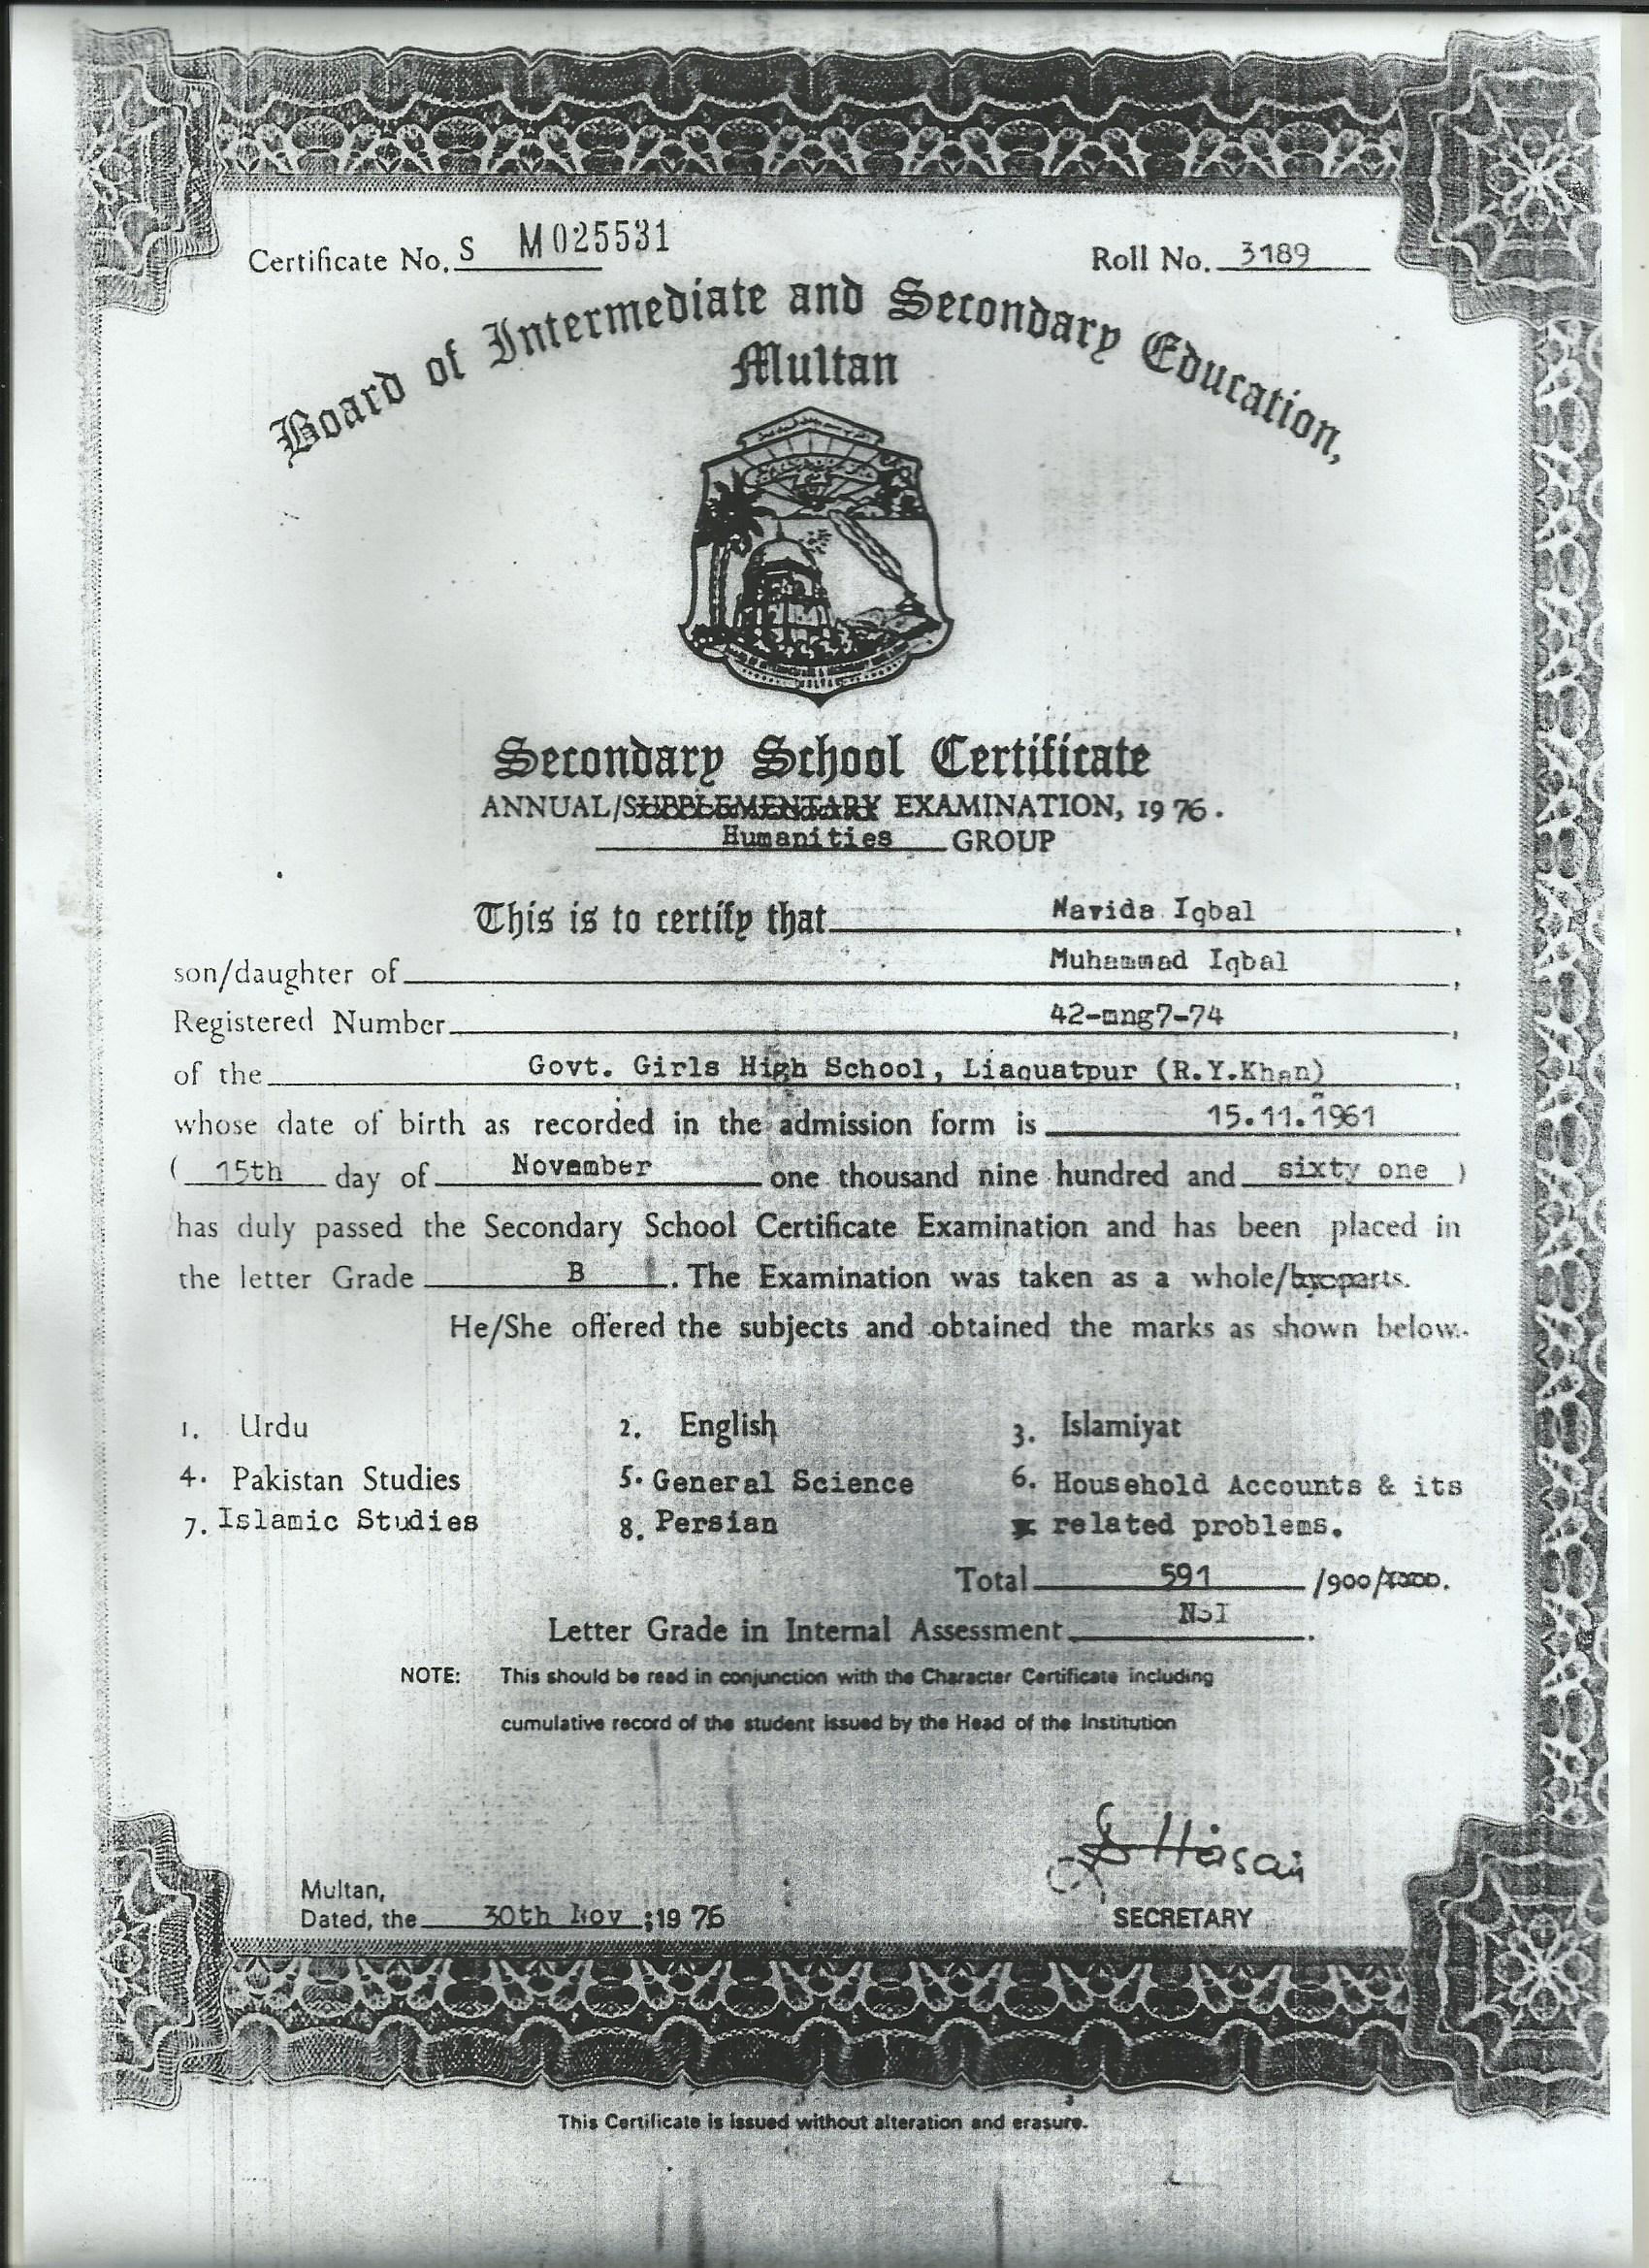 Certificate No. S M 025531
Roll No. 3189
Board of Intermediate and Secondary Education,
Multan
Secondary School Certificate
ANNUAL/SUPPLEMENTARY EXAMINATION, 1976.
Humanities GROUP
This is to certify that Navida Iqbal,
son/daughter of Muhammad Iqbal,
Registered Number 42-mng7-74,
of the Govt. Girls High School, Liaquatpur (R.Y.Khan),
whose date of birth as recorded in the admission form is 15.11.1961
( 15th day of November one thousand nine hundred and sixty one )
has duly passed the Secondary School Certificate Examination and has been placed in
the letter Grade B. The Examination was taken as a whole/by parts.
He/She offered the subjects and obtained the marks as shown below:-
1. Urdu 2. English 3. Islamiyat
4. Pakistan Studies 5. General Science 6. Household Accounts & its
7. Islamic Studies 8. Persian related problems.
Total 591 /900/1000.
Letter Grade in Internal Assessment NSI.
NOTE: This should be read in conjunction with the Character Certificate including
cumulative record of the student issued by the Head of the Institution
Multan,
Dated, the 30th Nov ;1976
SECRETARY
This Certificate is issued without alteration and erasure.